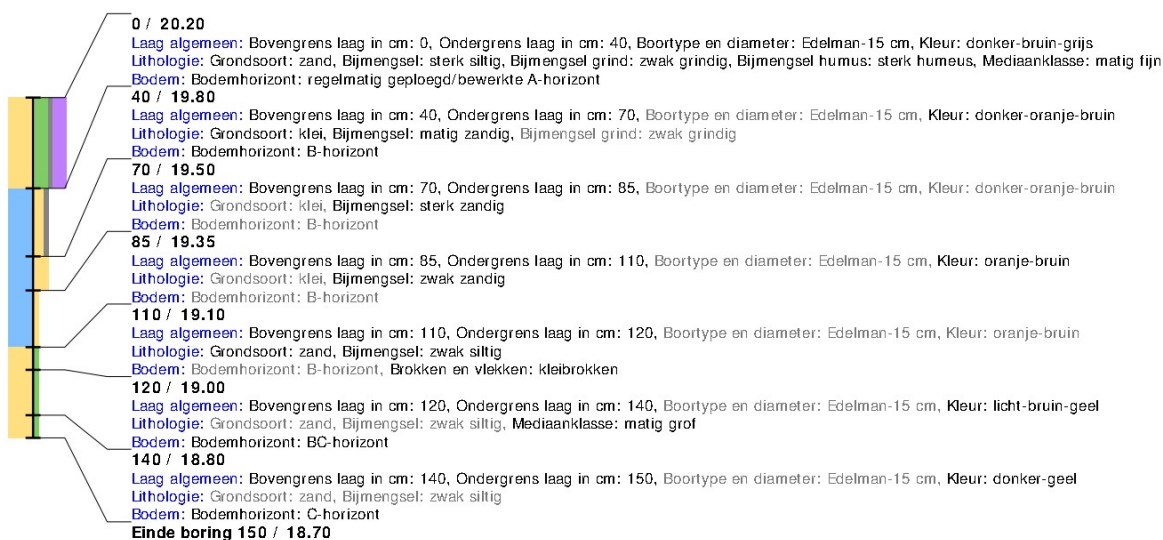 0 / 20.20
Laag algemeen: Bovengrens laag in cm: 0, Ondergrens laag in cm: 40, Boortype en diameter: Edelman-15 cm, Kleur: donker-bruin-grijs
Lithologie: Grondsoort: zand, Bijmengsel: sterk siltig, Bijmengsel grind: zwak grindig, Bijmengsel humus: sterk humeus, Mediaanklasse: matig fijn
Bodem: Bodemhorizont: regelmatig geploegd/bewerkte A-horizont
40 / 19.80
Laag algemeen: Bovengrens laag in cm: 40, Ondergrens laag in cm: 70, Boortype en diameter: Edelman-15 cm, Kleur: donker-oranje-bruin
Lithologie: Grondsoort: klei, Bijmengsel: matig zandig, Bijmengsel grind: zwak grindig
Bodem: Bodemhorizont: B-horizont
70 / 19.50
Laag algemeen: Bovengrens laag in cm: 70, Ondergrens laag in cm: 85, Boortype en diameter: Edelman-15 cm, Kleur: donker-oranje-bruin
Lithologie: Grondsoort: klei, Bijmengsel: sterk zandig
Bodem: Bodemhorizont: B-horizont
85 / 19.35
Laag algemeen: Bovengrens laag in cm: 85, Ondergrens laag in cm: 110, Boortype en diameter: Edelman-15 cm, Kleur: oranje-bruin
Lithologie: Grondsoort: klei, Bijmengsel: zwak zandig
Bodem: Bodemhorizont: B-horizont
110 / 19.10
Laag algemeen: Bovengrens laag in cm: 110, Ondergrens laag in cm: 120, Boortype en diameter: Edelman-15 cm, Kleur: oranje-bruin
Lithologie: Grondsoort: zand, Bijmengsel: zwak siltig
Bodem: Bodemhorizont: B-horizont, Brokken en vlekken: kleibrokken
120 / 19.00
Laag algemeen: Bovengrens laag in cm: 120, Ondergrens laag in cm: 140, Boortype en diameter: Edelman-15 cm, Kleur: licht-bruin-geel
Lithologie: Grondsoort: zand, Bijmengsel: zwak siltig, Mediaanklasse: matig grof
Bodem: Bodemhorizont: BC-horizont
140 / 18.80
Laag algemeen: Bovengrens laag in cm: 140, Ondergrens laag in cm: 150, Boortype en diameter: Edelman-15 cm, Kleur: donker-geel
Lithologie: Grondsoort: zand, Bijmengsel: zwak siltig
Bodem: Bodemhorizont: C-horizont
Einde boring 150 / 18.70